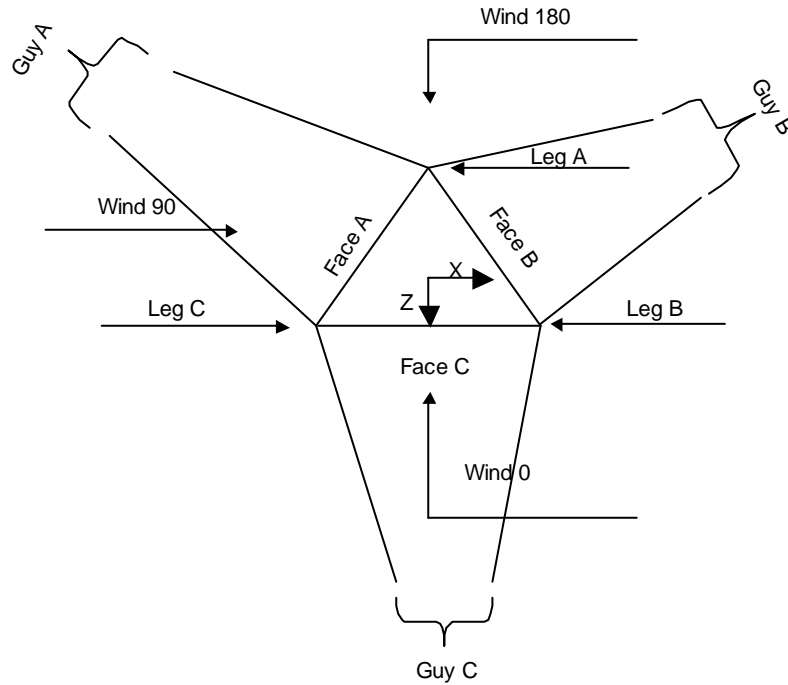 Wind 180
Guy A
Guy B
Leg A
Wind 90
Face A
Face B
X
Z
Leg C
Leg B
Face C
Wind 0
Guy C